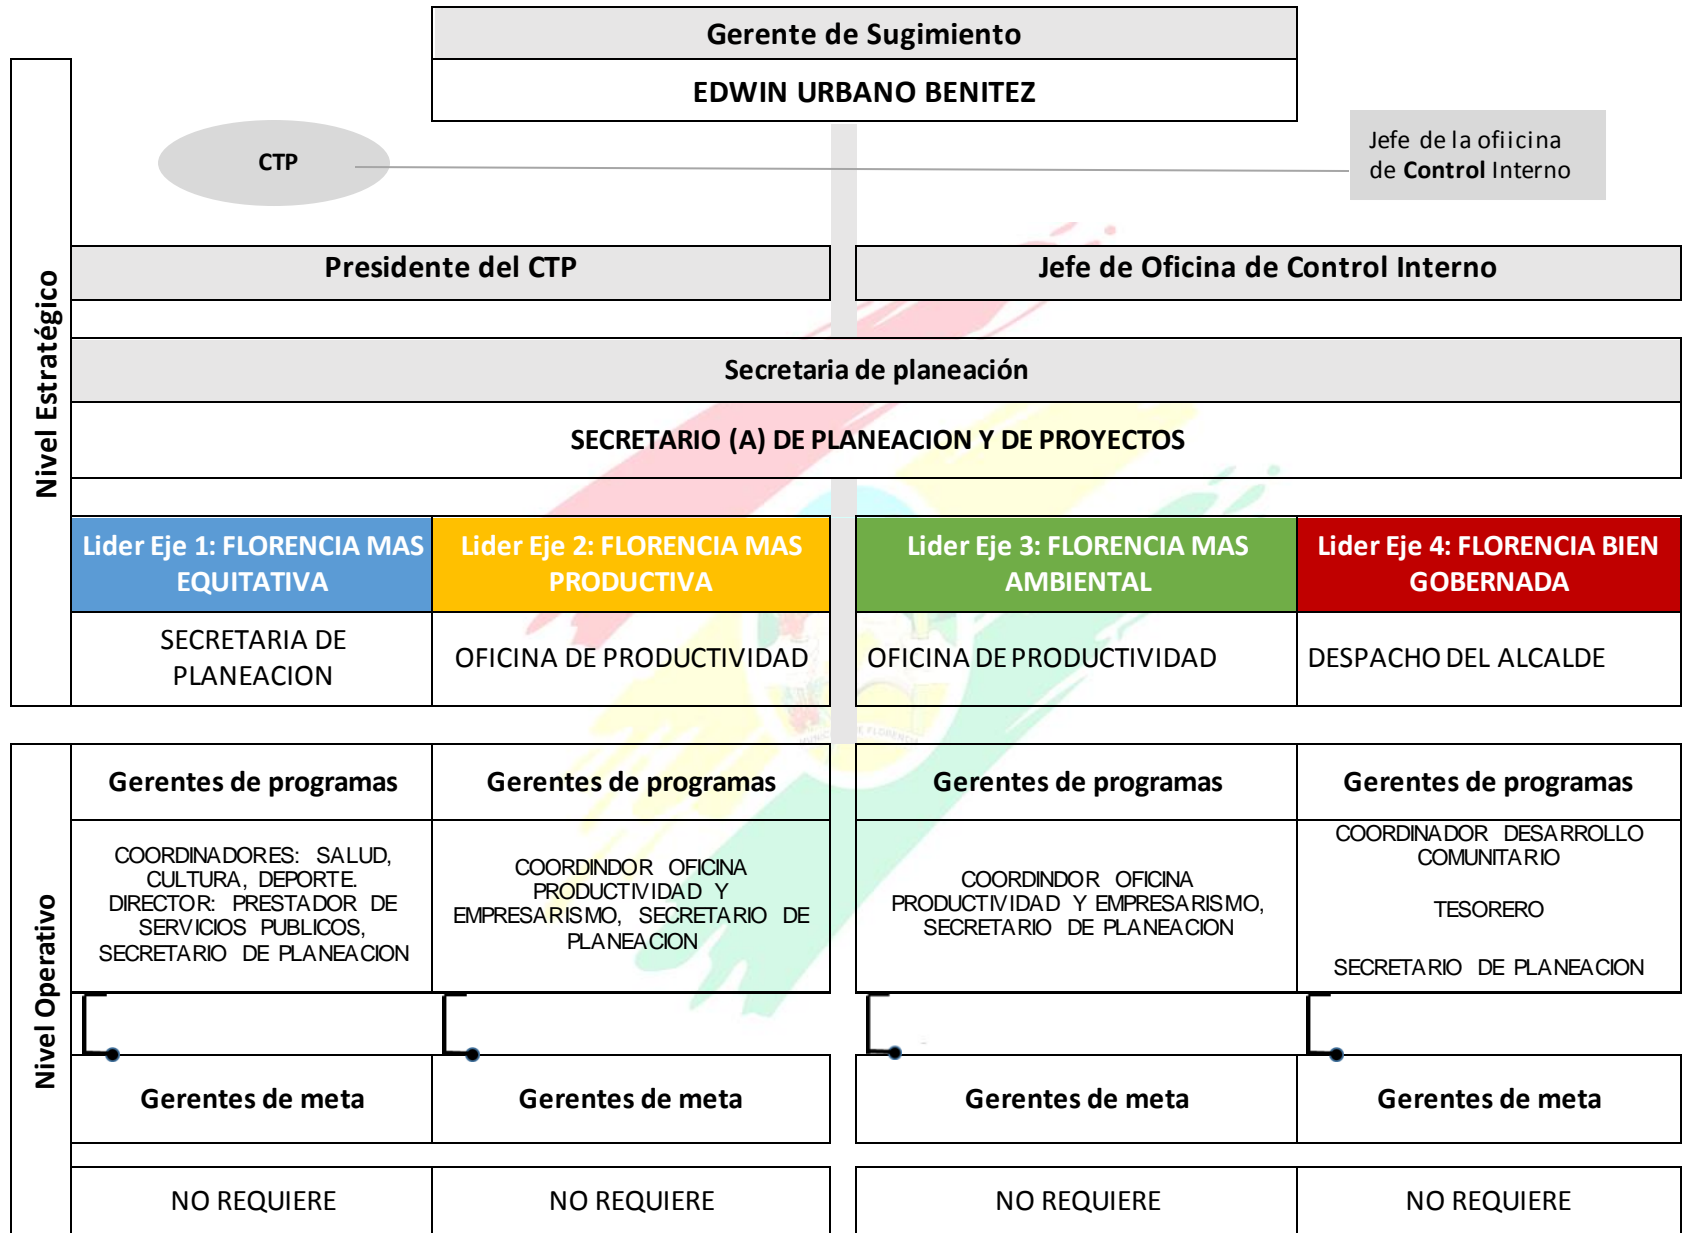 Gerente de Sugimiento
EDWIN URBANO BENITEZ
CTP
Jefe de la ofiicina
de Control Interno
Nivel Estratégico
Presidente del CTP
Jefe de Oficina de Control Interno
Secretaria de planeación
SECRETARIO (A) DE PLANEACION Y DE PROYECTOS
Lider Eje 1: FLORENCIA MAS
EQUITATIVA
Lider Eje 2: FLORENCIA MAS
PRODUCTIVA
Lider Eje 3: FLORENCIA MAS
AMBIENTAL
Lider Eje 4: FLORENCIA BIEN
GOBERNADA
SECRETARIA DE
PLANEACION
OFICINA DE PRODUCTIVIDAD
OFICINA DE PRODUCTIVIDAD
DESPACHO DEL ALCALDE
Nivel Operativo
Gerentes de programas
Gerentes de programas
Gerentes de programas
Gerentes de programas
COORDINADORES: SALUD,
CULTURA, DEPORTE.
DIRECTOR: PRESTADOR DE
SERVICIOS PUBLICOS,
SECRETARIO DE PLANEACION
COORDINDOR OFICINA
PRODUCTIVIDAD Y
EMPRESARISMO, SECRETARIO DE
PLANEACION
COORDINDOR OFICINA
PRODUCTIVIDAD Y EMPRESARISMO,
SECRETARIO DE PLANEACION
COORDINADOR DESARROLLO
COMUNITARIO
TESORERO
SECRETARIO DE PLANEACION
Gerentes de meta
Gerentes de meta
Gerentes de meta
Gerentes de meta
NO REQUIERE
NO REQUIERE
NO REQUIERE
NO REQUIERE